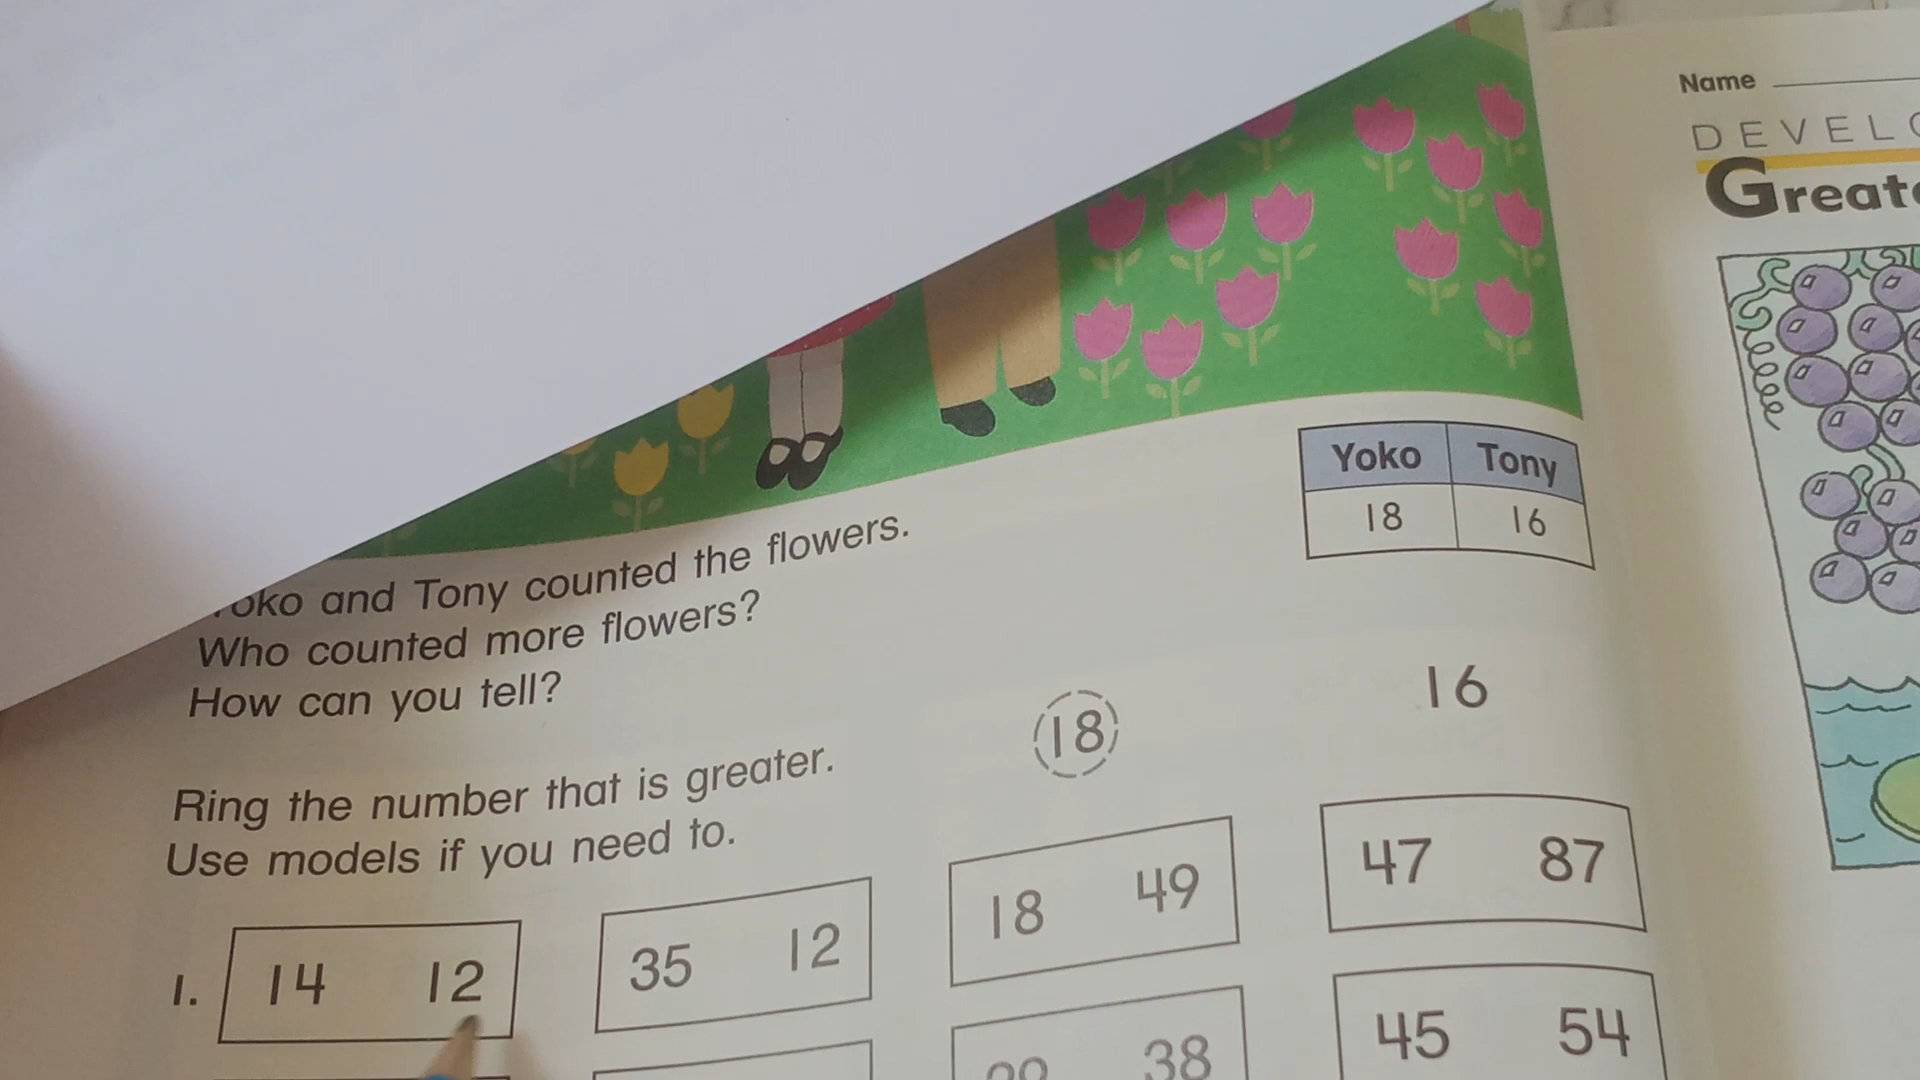 Yoko Tony
18 16
oko and Tony counted the flowers.
Who counted more flowers?
How can you tell?
18 16
Ring the number that is greater.
Use models if you need to.
1. 14 12 35 12 18 49 47 87
38 45 54
Name